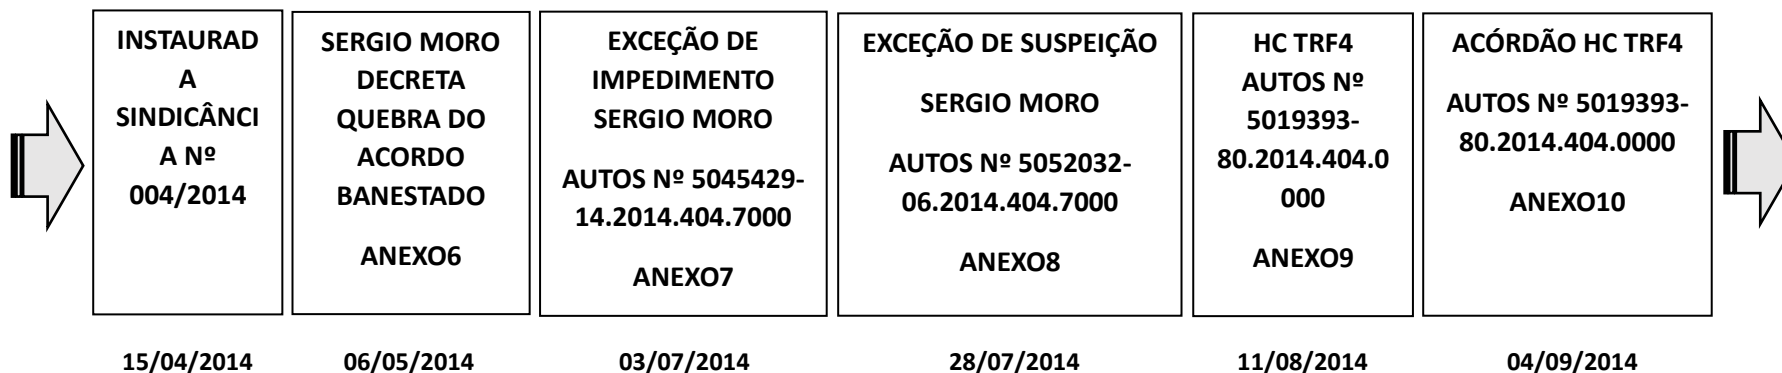 INSTAURAD
A
SINDICÂNCI
A Nº
004/2014
SERGIO MORO
DECRETA
QUEBRA DO
ACORDO
BANESTADO
ANEXO6
EXCEÇÃO DE
IMPEDIMENTO
SERGIO MORO
AUTOS Nº 5045429-
14.2014.404.7000
ANEXO7
EXCEÇÃO DE SUSPEIÇÃO
SERGIO MORO
AUTOS Nº 5052032-
06.2014.404.7000
ANEXO8
HC TRF4
AUTOS Nº
5019393-
80.2014.404.0
000
ANEXO9
ACÓRDÃO HC TRF4
AUTOS Nº 5019393-
80.2014.404.0000
ANEXO10
15/04/2014
06/05/2014
03/07/2014
28/07/2014
11/08/2014
04/09/2014